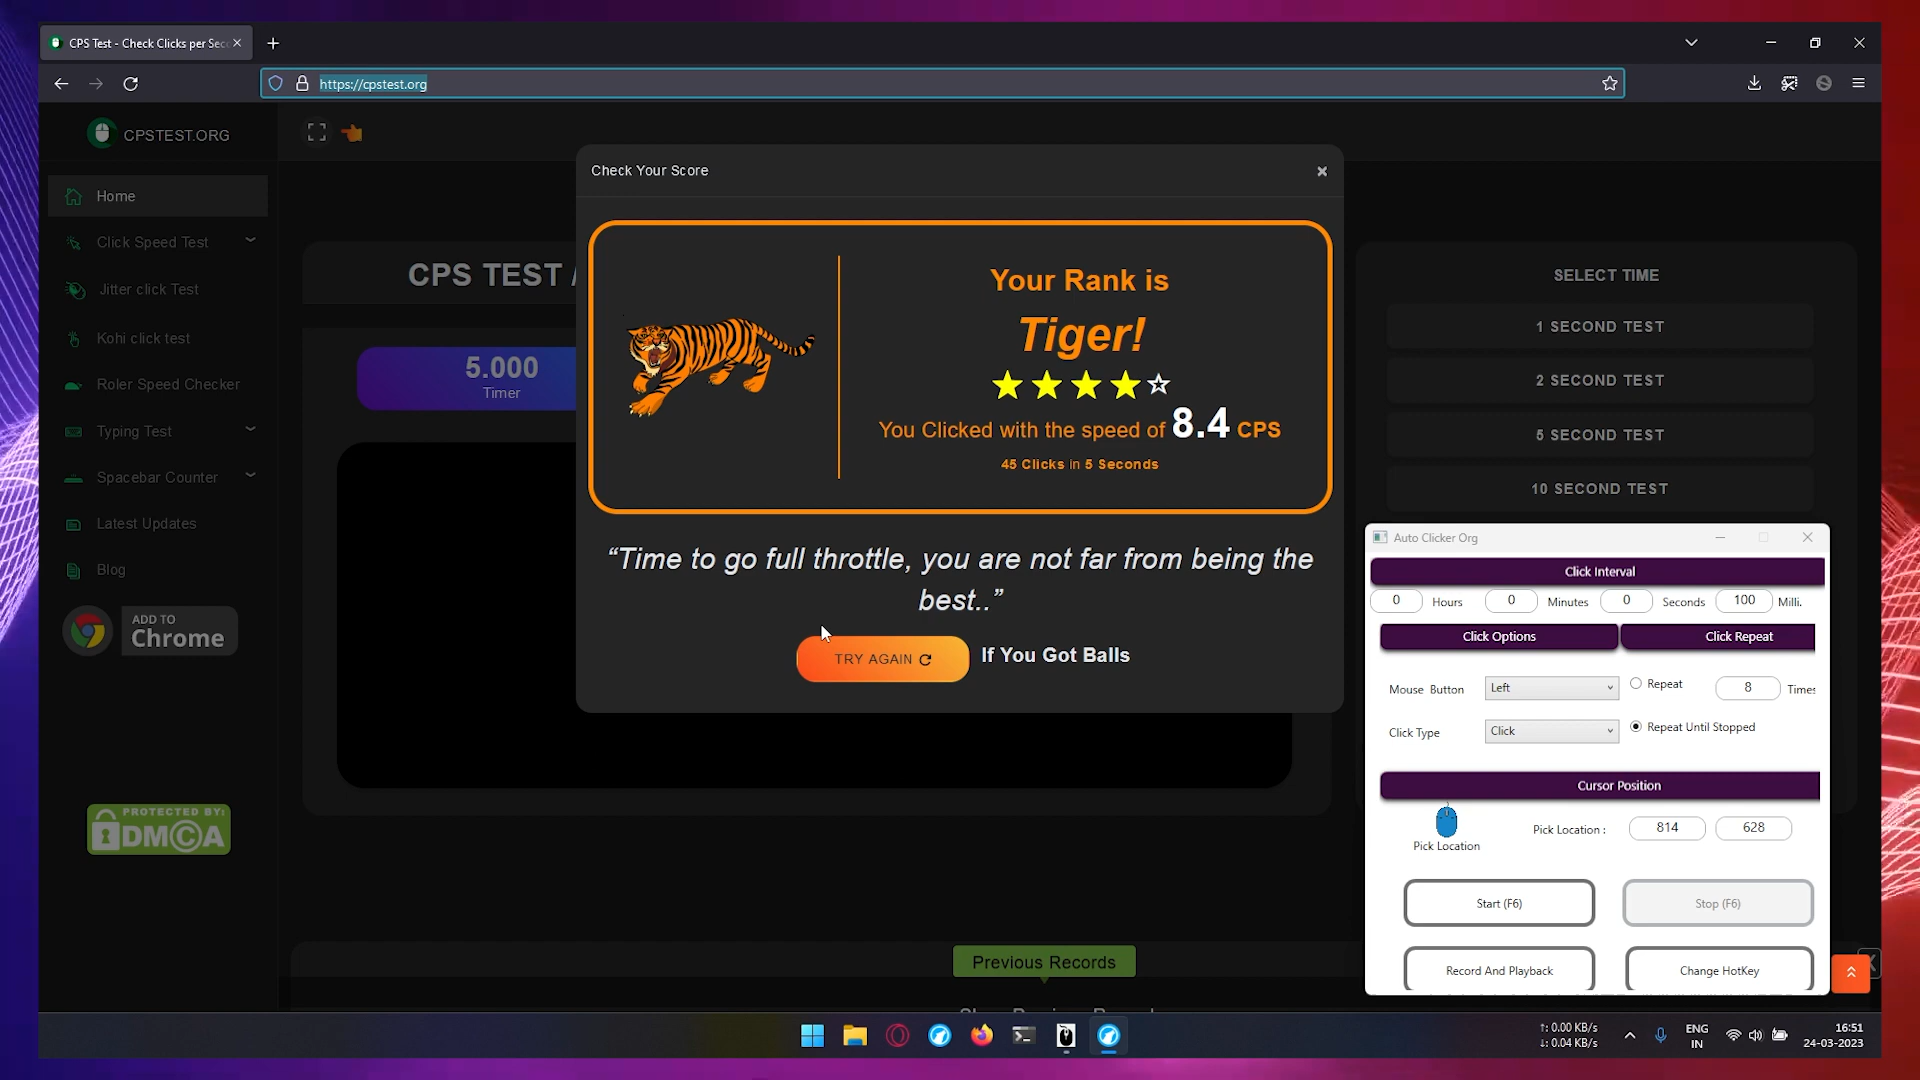 CPS Test - Check Clicks per Sec
https://cpstest.org
CPSTEST.ORG
Home
Click Speed Test
Jitter click Test
Kohi click test
Roler Speed Checker
Typing Test
Spacebar Counter
Latest Updates
Blog
ADD TO
Chrome
PROTECTED BY:
DMCA
CPS TEST /
5.000
Timer
Check Your Score
Your Rank is
Tiger!
You Clicked with the speed of 8.4 CPS
45 Clicks in 5 Seconds
“Time to go full throttle, you are not far from being the
best..”
TRY AGAIN
If You Got Balls
Previous Records
SELECT TIME
1 SECOND TEST
2 SECOND TEST
5 SECOND TEST
10 SECOND TEST
Auto Clicker Org
Click Interval
0 Hours 0 Minutes 0 Seconds 100 Milli.
Click Options
Click Repeat
Mouse Button Left
Repeat 8 Times
Click Type Click
Repeat Until Stopped
Cursor Position
Pick Location
Pick Location : 814 628
Start (F6)
Stop (F6)
Record And Playback
Change HotKey
↑: 0.00 KB/s
↓: 0.04 KB/s
ENG
IN
16:51
24-03-2023